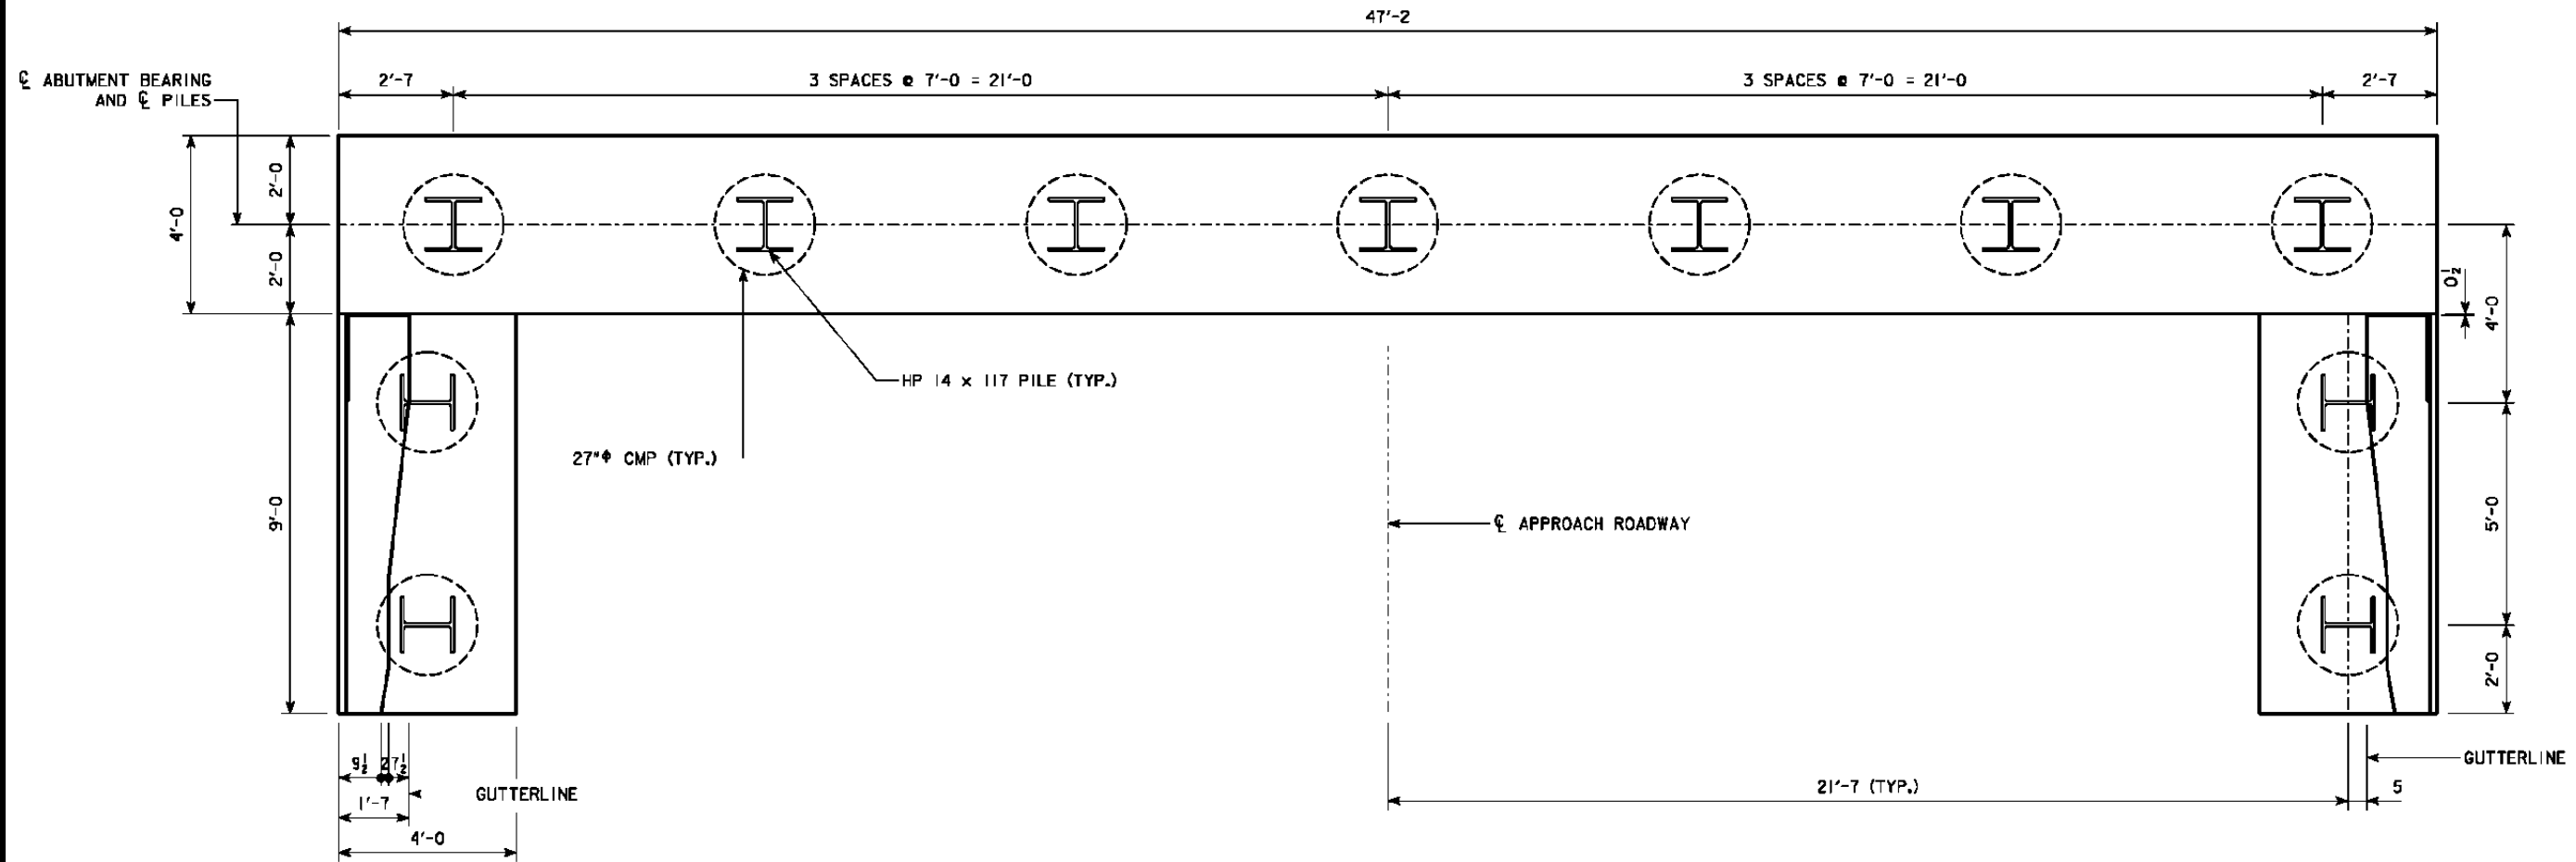 47'-2
℄ ABUTMENT BEARING
AND ℄ PILES
2'-7
3 SPACES @ 7'-0 = 21'-0
3 SPACES @ 7'-0 = 21'-0
2'-7
4'-0
2'-0
2'-0
0½
4'-0
HP 14 x 117 PILE (TYP.)
27"⌀ CMP (TYP.)
9'-0
℄ APPROACH ROADWAY
5'-0
2'-0
9½
2
7½
GUTTERLINE
1'-7
GUTTERLINE
21'-7 (TYP.)
5
4'-0